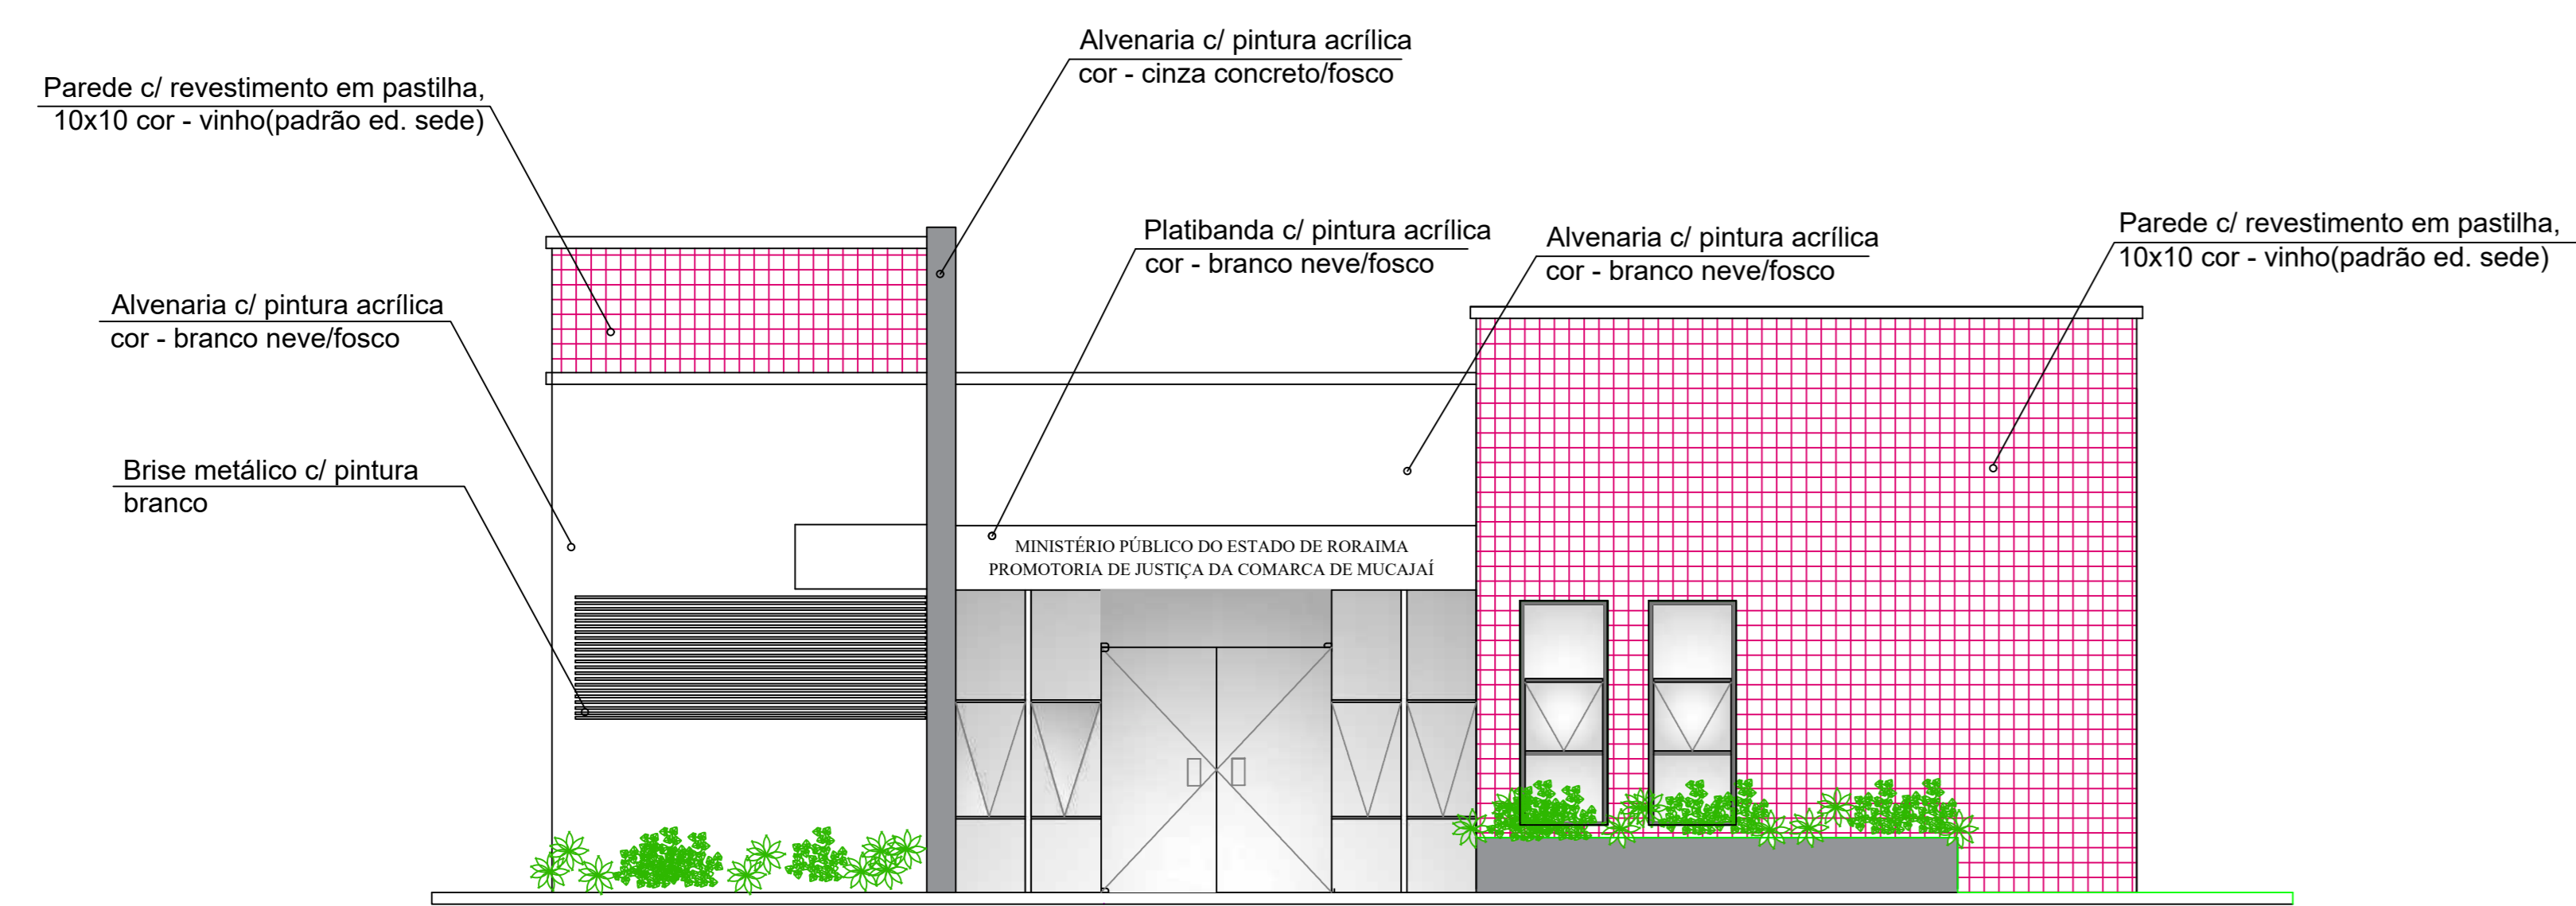 Alvenaria c/ pintura acrílica
cor - cinza concreto/fosco
Parede c/ revestimento em pastilha,
10x10 cor - vinho(padrão ed. sede)
Platibanda c/ pintura acrílica
cor - branco neve/fosco
Alvenaria c/ pintura acrílica
cor - branco neve/fosco
Parede c/ revestimento em pastilha,
10x10 cor - vinho(padrão ed. sede)
Alvenaria c/ pintura acrílica
cor - branco neve/fosco
Brise metálico c/ pintura
branco
MINISTÉRIO PÚBLICO DO ESTADO DE RORAIMA
PROMOTORIA DE JUSTIÇA DA COMARCA DE MUCAJAÍ